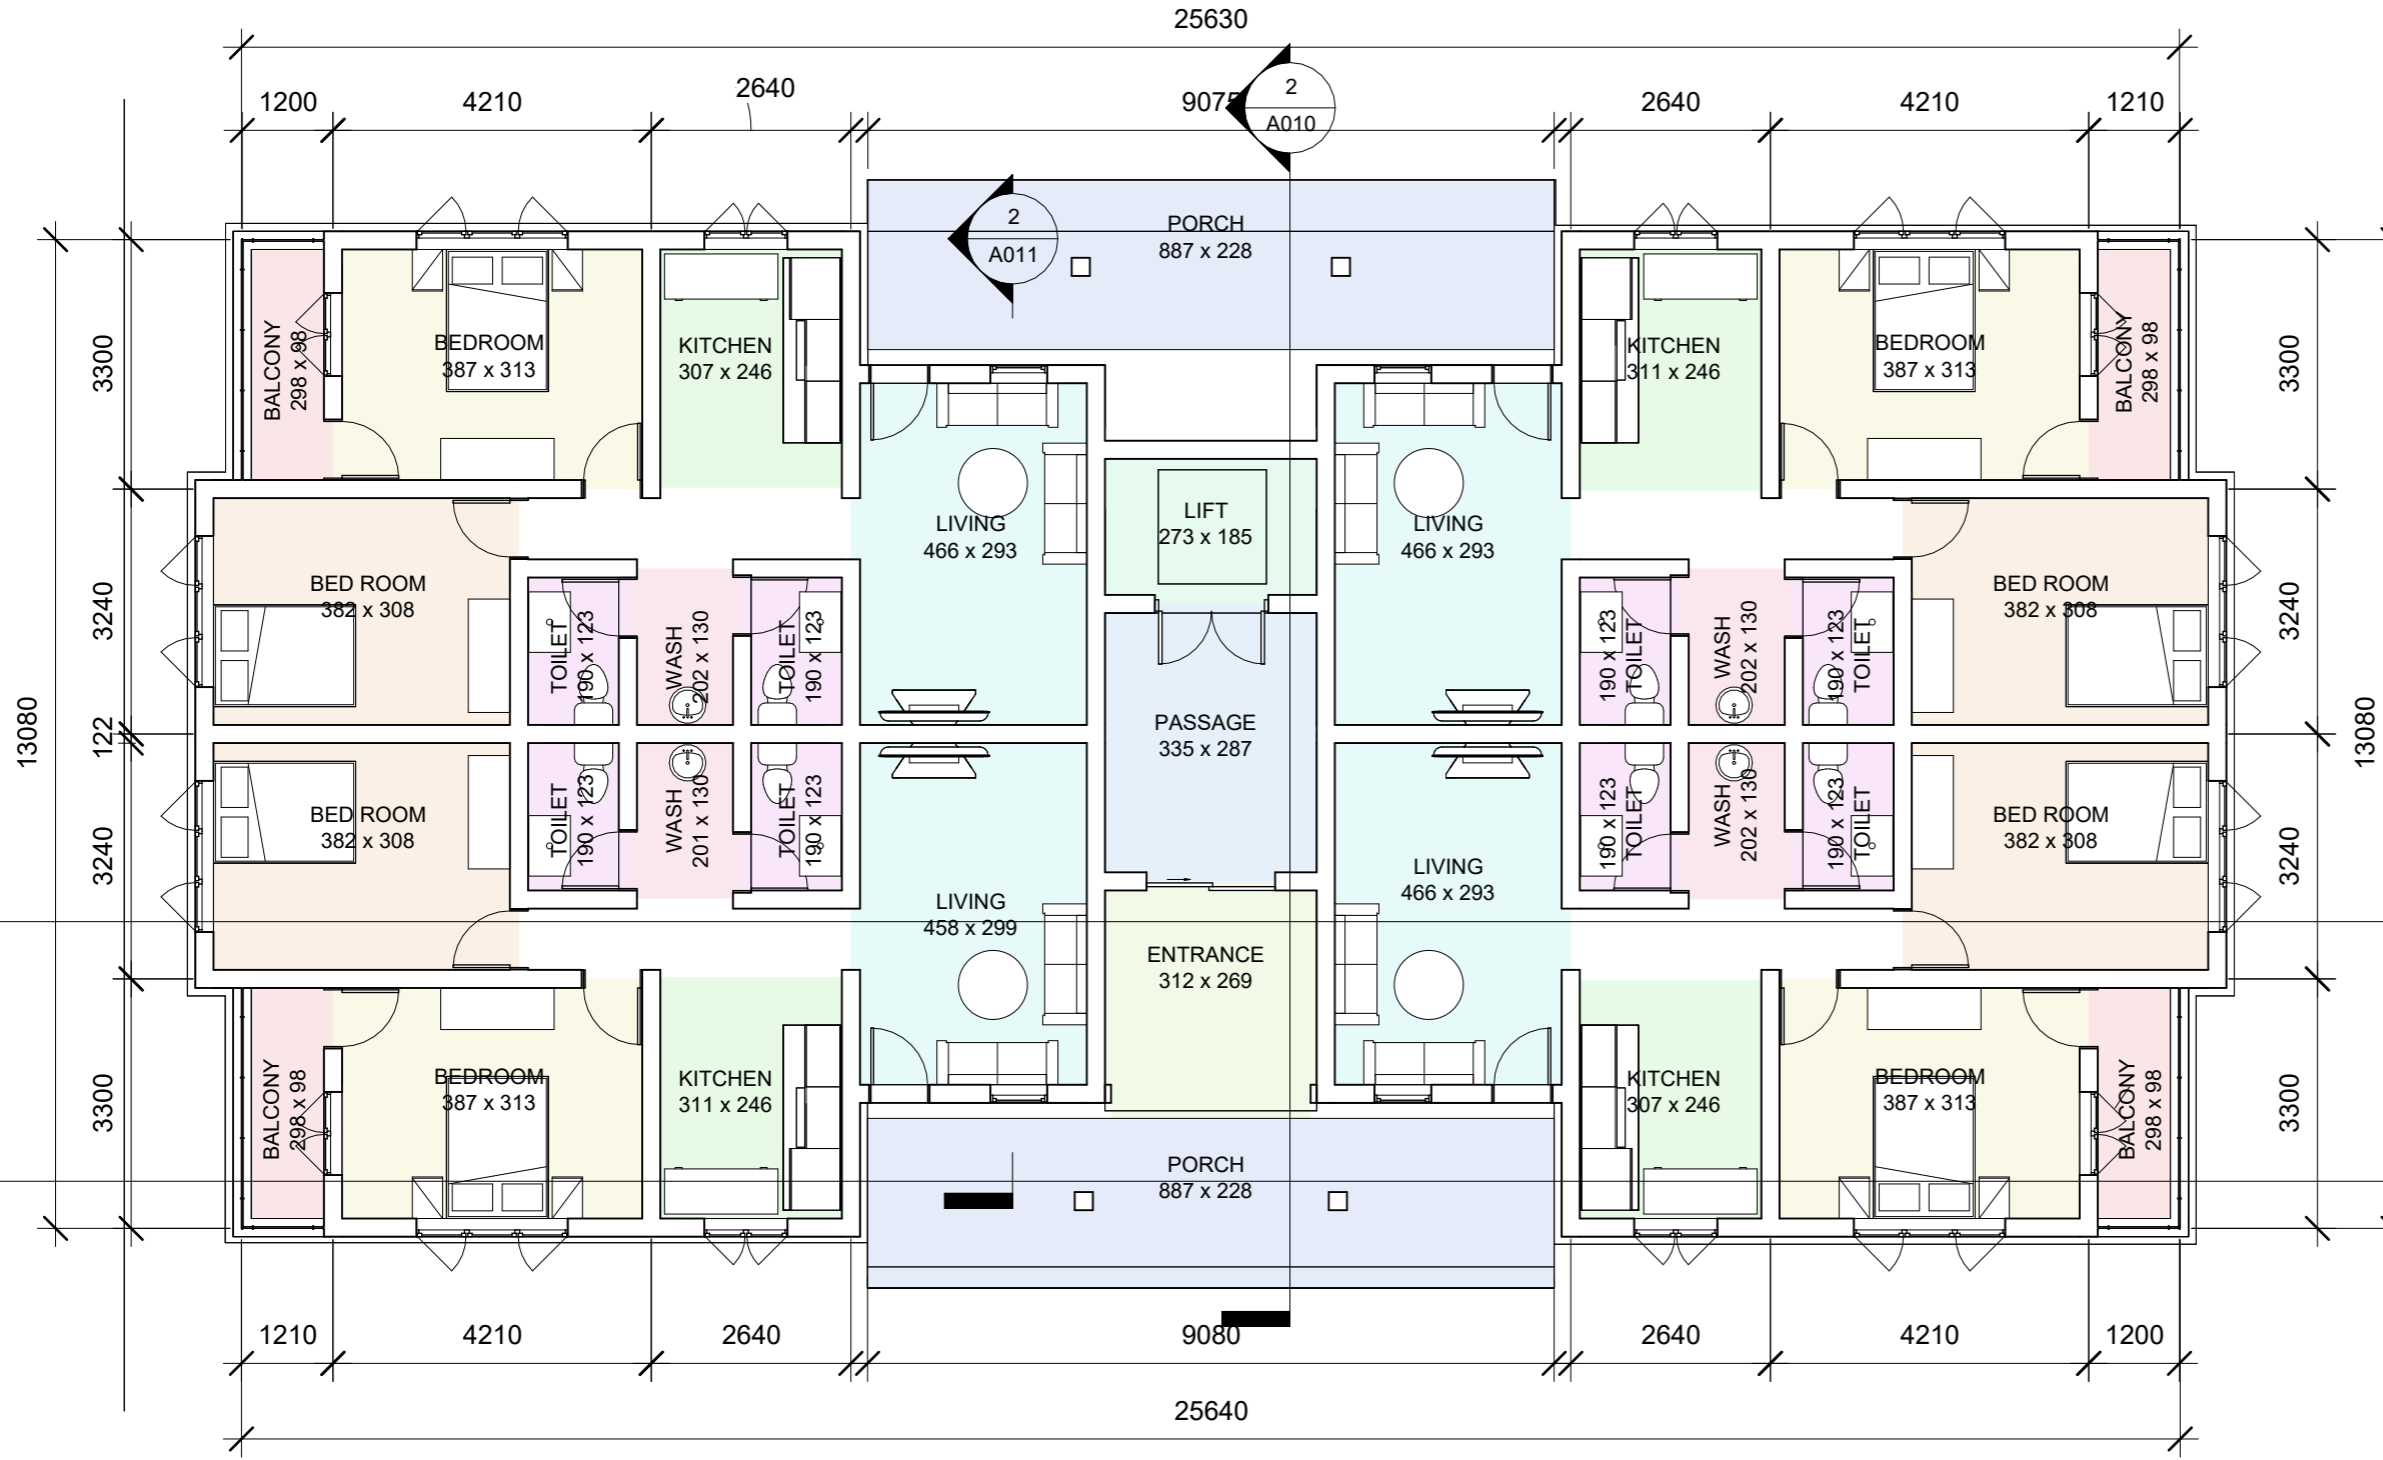 25630
1200
4210
2640
9075
2640
4210
1210
2
A010
2
A011
PORCH
887 x 228
3300
BALCONY
298 x 98
BEDROOM
387 x 313
KITCHEN
307 x 246
KITCHEN
311 x 246
BEDROOM
387 x 313
BALCONY
298 x 98
3300
LIVING
466 x 293
LIFT
273 x 185
LIVING
466 x 293
3240
BED ROOM
382 x 308
TOILET
190 x 123
WASH
202 x 130
TOILET
190 x 123
190 x 123
TOILET
WASH
202 x 130
190 x 123
TOILET
BED ROOM
382 x 308
3240
13080
122
PASSAGE
335 x 287
13080
3240
BED ROOM
382 x 308
TOILET
190 x 123
WASH
201 x 130
TOILET
190 x 123
190 x 123
TOILET
WASH
202 x 130
190 x 123
TOILET
BED ROOM
382 x 308
3240
LIVING
458 x 299
LIVING
466 x 293
ENTRANCE
312 x 269
3300
BALCONY
298 x 98
BEDROOM
387 x 313
KITCHEN
311 x 246
KITCHEN
307 x 246
BEDROOM
387 x 313
BALCONY
298 x 98
3300
PORCH
887 x 228
1210
4210
2640
9080
2640
4210
1200
25640